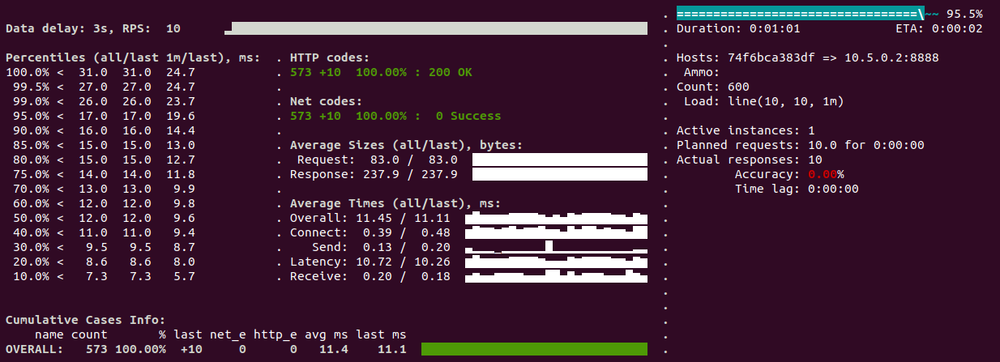 =================================\~~ 95.5%
Data delay: 3s, RPS: 10
Duration: 0:01:01 ETA: 0:00:02
Percentiles (all/last 1m/last), ms:
100.0% < 31.0 31.0 24.7
99.5% < 27.0 27.0 24.7
99.0% < 26.0 26.0 23.7
95.0% < 17.0 17.0 19.6
90.0% < 16.0 16.0 14.4
85.0% < 15.0 15.0 13.0
80.0% < 15.0 15.0 12.7
75.0% < 14.0 14.0 11.8
70.0% < 13.0 13.0 9.9
60.0% < 12.0 12.0 9.8
50.0% < 12.0 12.0 9.6
40.0% < 11.0 11.0 9.4
30.0% < 9.5 9.5 8.7
20.0% < 8.6 8.6 8.0
10.0% < 7.3 7.3 5.7
. HTTP codes:
. 573 +10 100.00% : 200 OK
.
. Net codes:
. 573 +10 100.00% : 0 Success
.
. Average Sizes (all/last), bytes:
. Request: 83.0 / 83.0
. Response: 237.9 / 237.9
.
. Average Times (all/last), ms:
. Overall: 11.45 / 11.11
. Connect: 0.39 / 0.48
. Send: 0.13 / 0.20
. Latency: 10.72 / 10.26
. Receive: 0.20 / 0.18
Hosts: 74f6bca383df => 10.5.0.2:8888
Ammo:
Count: 600
Load: line(10, 10, 1m)
Active instances: 1
Planned requests: 10.0 for 0:00:00
Actual responses: 10
Accuracy: 0.00%
Time lag: 0:00:00
Cumulative Cases Info:
name count % last net_e http_e avg ms last ms
OVERALL: 573 100.00% +10 0 0 11.4 11.1